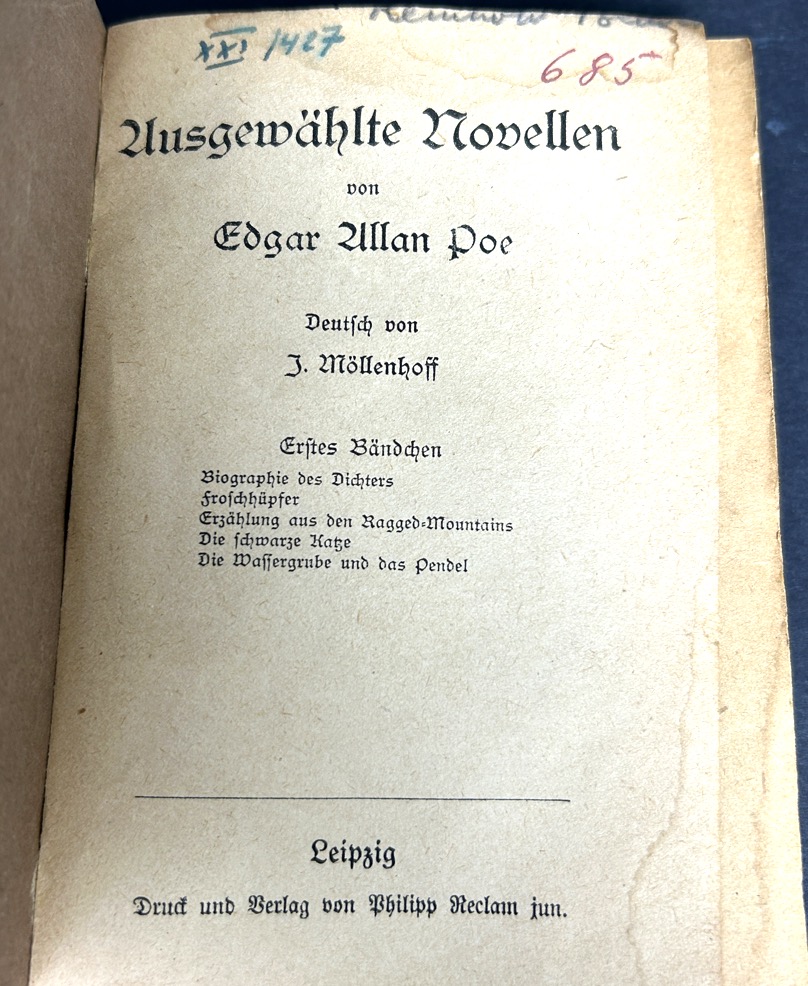 XXI /427
685
Ausgewählte Novellen
von
Edgar Allan Poe
Deutſch von
J. Möllenhoff
Erſtes Bändchen
Biographie des Dichters
Froſchhüpfer
Erzählung aus den Ragged-Mountains
Die ſchwarze Katze
Die Waſſergrube und das Pendel
Leipzig
Druck und Verlag von Philipp Reclam jun.